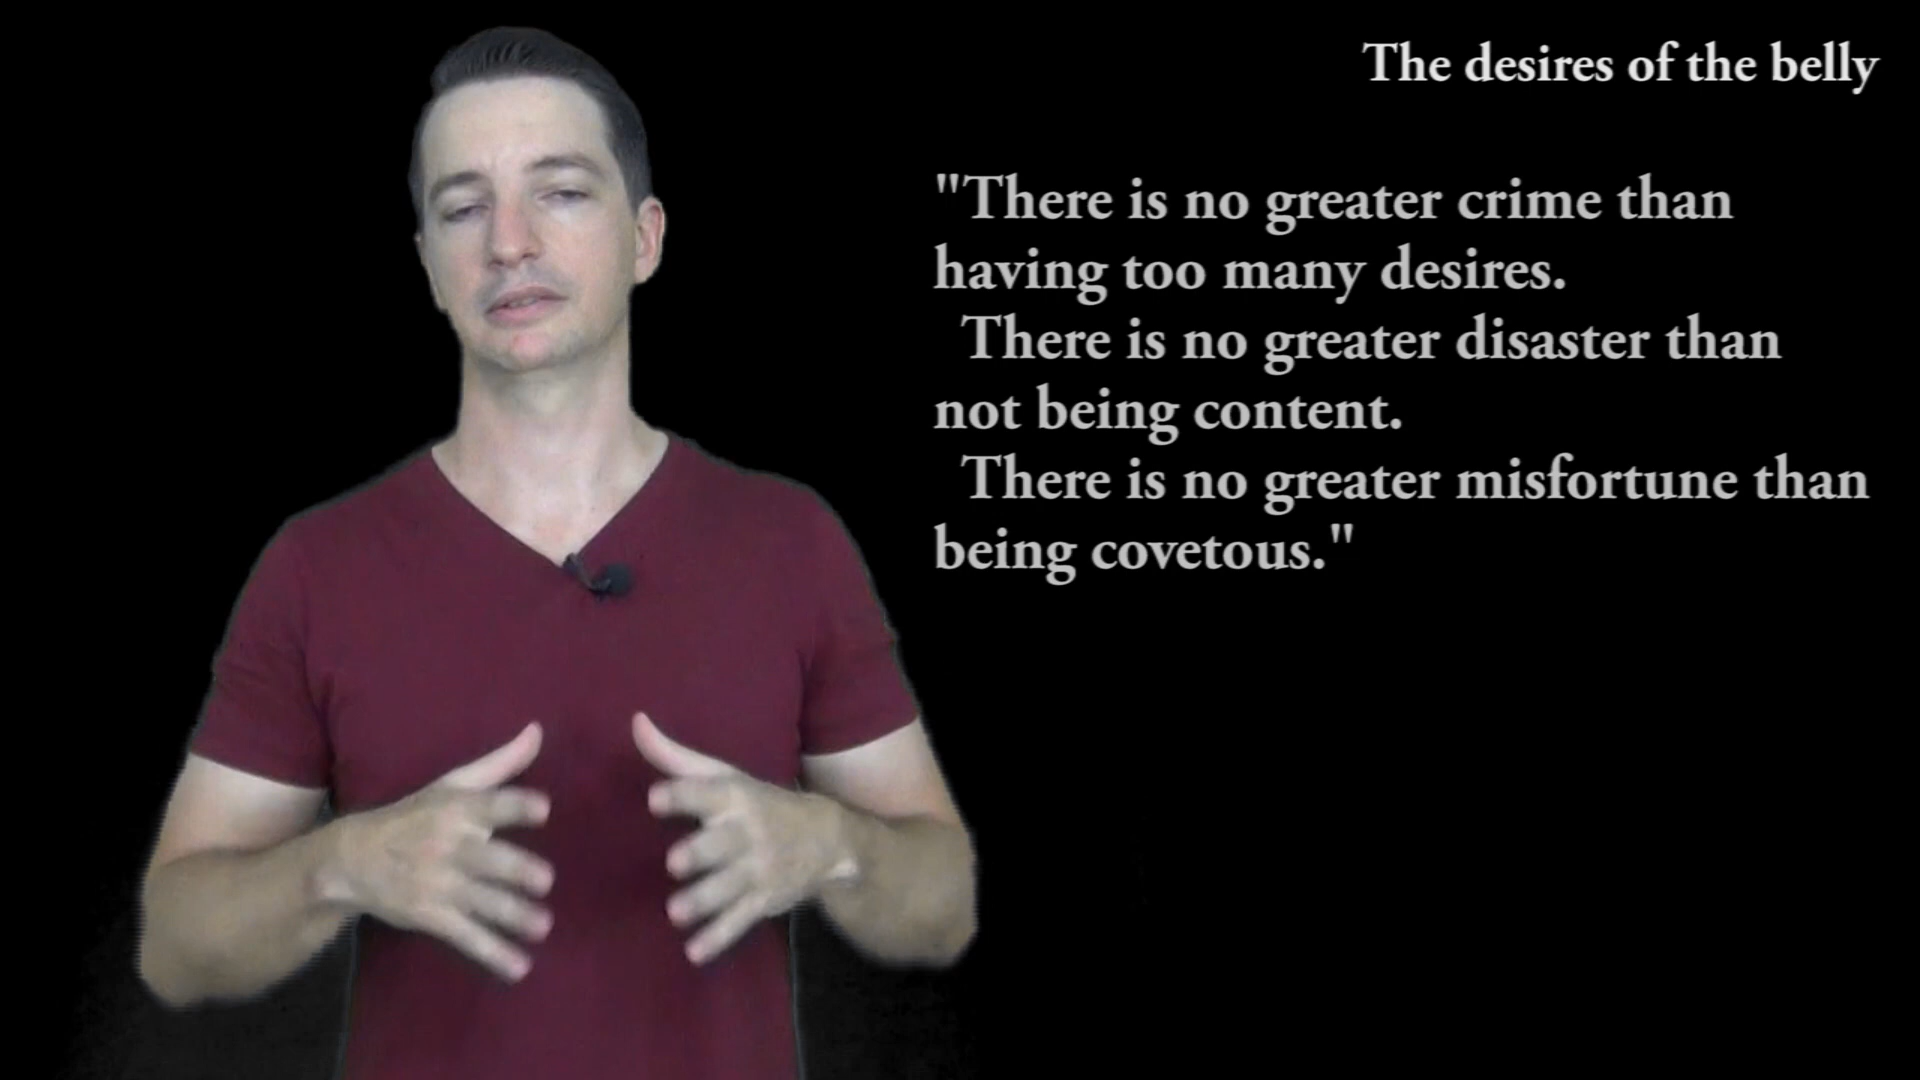 The desires of the belly
"There is no greater crime than
having too many desires.
There is no greater disaster than
not being content.
There is no greater misfortune than
being covetous."